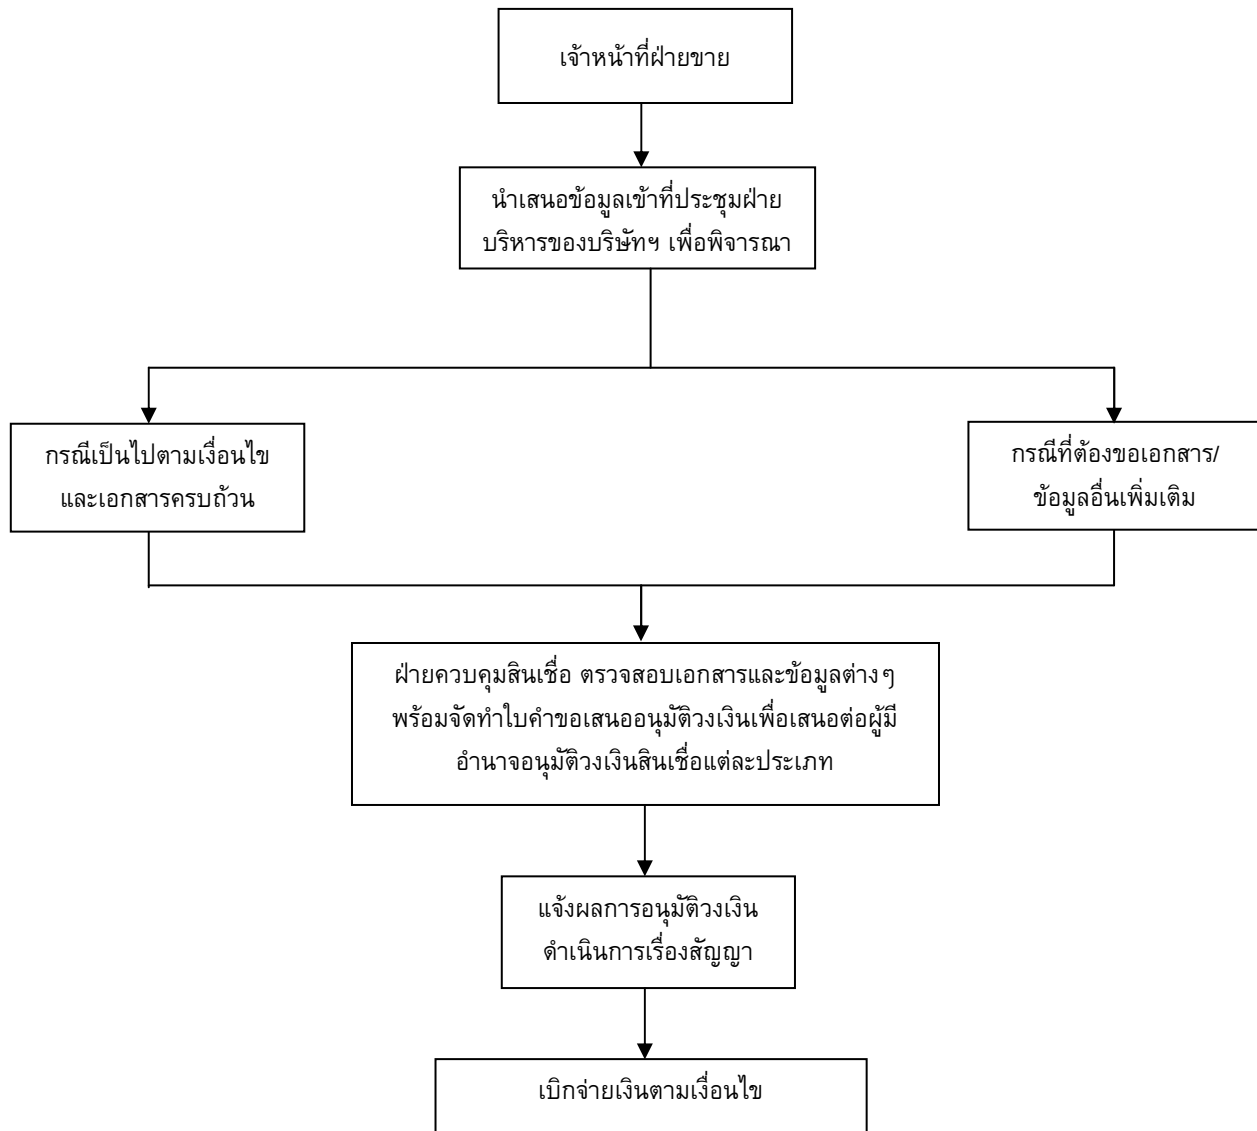 เจ้าหน้าที่ฝ่ายขาย
นำเสนอข้อมูลเข้าที่ประชุมฝ่าย
บริหารของบริษัทฯ เพื่อพิจารณา
กรณีเป็นไปตามเงื่อนไข
และเอกสารครบถ้วน
กรณีที่ต้องขอเอกสาร/
ข้อมูลอื่นเพิ่มเติม
ฝ่ายควบคุมสินเชื่อ ตรวจสอบเอกสารและข้อมูลต่างๆ
พร้อมจัดทำใบคำขอเสนออนุมัติวงเงินเพื่อเสนอต่อผู้มี
อำนาจอนุมัติวงเงินสินเชื่อแต่ละประเภท
แจ้งผลการอนุมัติวงเงิน
ดำเนินการเรื่องสัญญา
เบิกจ่ายเงินตามเงื่อนไข